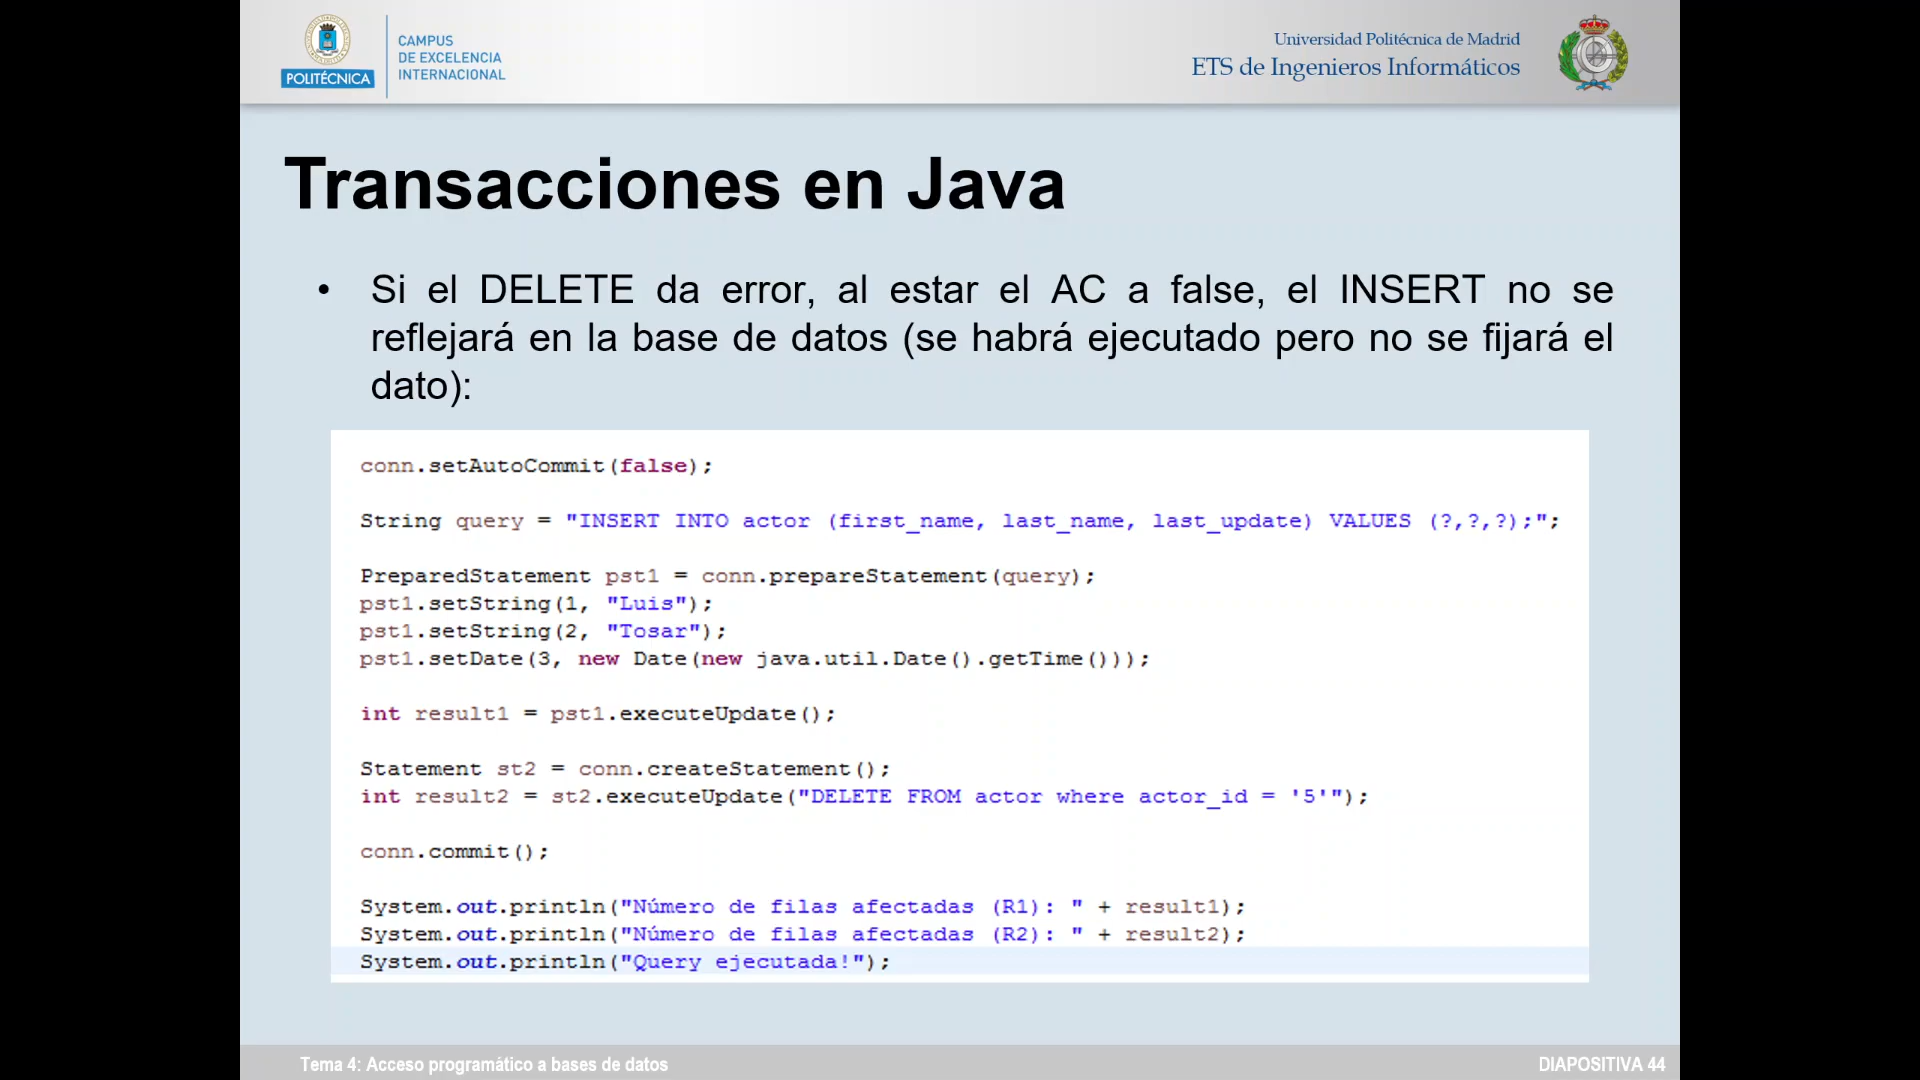 POLITÉCNICA
CAMPUS
DE EXCELENCIA
INTERNACIONAL
Universidad Politécnica de Madrid
ETS de Ingenieros Informáticos
Transacciones en Java
• Si el DELETE da error, al estar el AC a false, el INSERT no se
reflejará en la base de datos (se habrá ejecutado pero no se fijará el
dato):
conn.setAutoCommit(false);
String query = "INSERT INTO actor (first_name, last_name, last_update) VALUES (?,?,?);";
PreparedStatement pst1 = conn.prepareStatement(query);
pst1.setString(1, "Luis");
pst1.setString(2, "Tosar");
pst1.setDate(3, new Date(new java.util.Date().getTime()));
int result1 = pst1.executeUpdate();
Statement st2 = conn.createStatement();
int result2 = st2.executeUpdate("DELETE FROM actor where actor_id = '5'");
conn.commit();
System.out.println("Número de filas afectadas (R1): " + result1);
System.out.println("Número de filas afectadas (R2): " + result2);
System.out.println("Query ejecutada!");
Tema 4: Acceso programático a bases de datos
DIAPOSITIVA 44